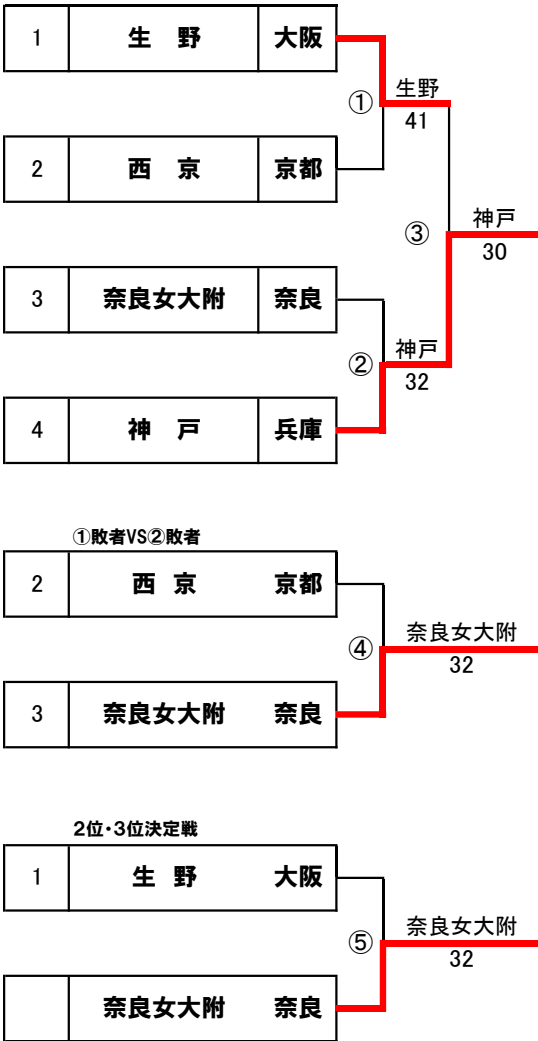 1 生 野 大阪
① 生野
41
2 西 京 京都
③ 神戸
30
3 奈良女大附 奈良
② 神戸
32
4 神 戸 兵庫
①敗者VS②敗者
2 西 京 京都
④ 奈良女大附
32
3 奈良女大附 奈良
2位・3位決定戦
1 生 野 大阪
⑤ 奈良女大附
32
奈良女大附 奈良